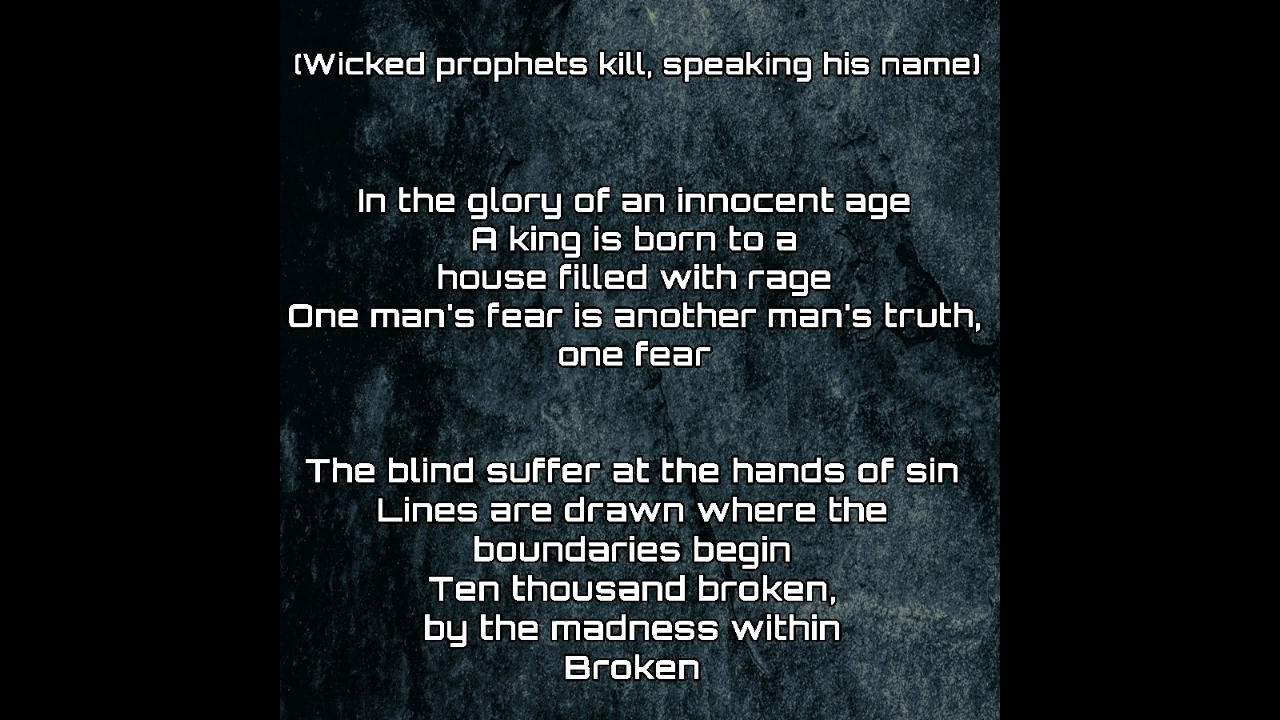 (Wicked prophets kill, speaking his name)
In the glory of an innocent age
A king is born to a
house filled with rage
One man's fear is another man's truth,
one fear
The blind suffer at the hands of sin
Lines are drawn where the
boundaries begin
Ten thousand broken,
by the madness within
Broken